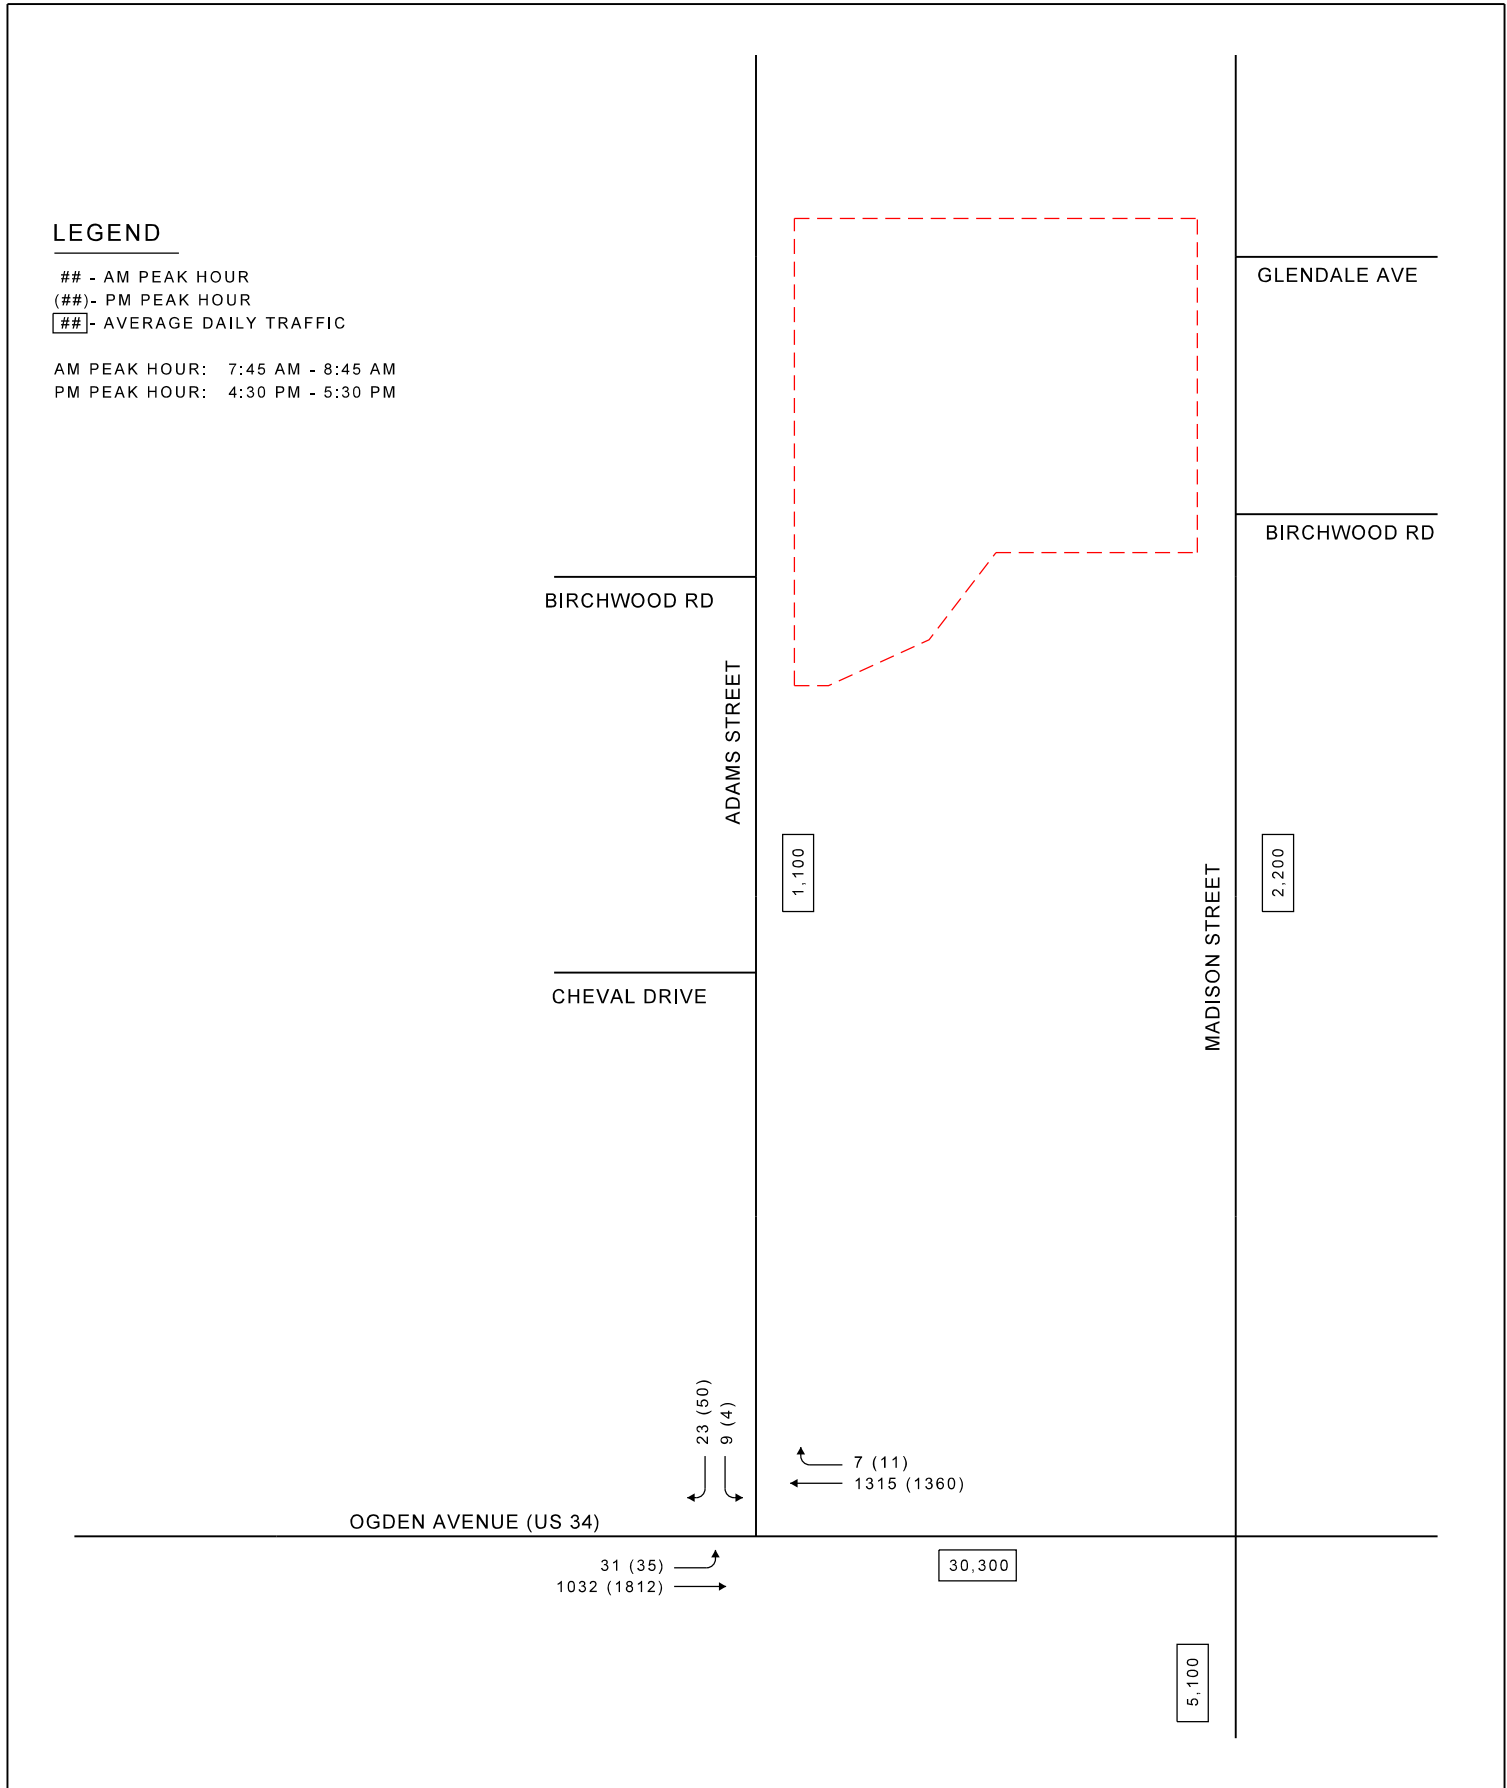 LEGEND
## - AM PEAK HOUR
(##)- PM PEAK HOUR
## - AVERAGE DAILY TRAFFIC
AM PEAK HOUR: 7:45 AM - 8:45 AM
PM PEAK HOUR: 4:30 PM - 5:30 PM
GLENDALE AVE
BIRCHWOOD RD
BIRCHWOOD RD
ADAMS STREET
1,100
2,200
MADISON STREET
CHEVAL DRIVE
23 (50)
9 (4)
7 (11)
1315 (1360)
OGDEN AVENUE (US 34)
31 (35)
1032 (1812)
30,300
5,100